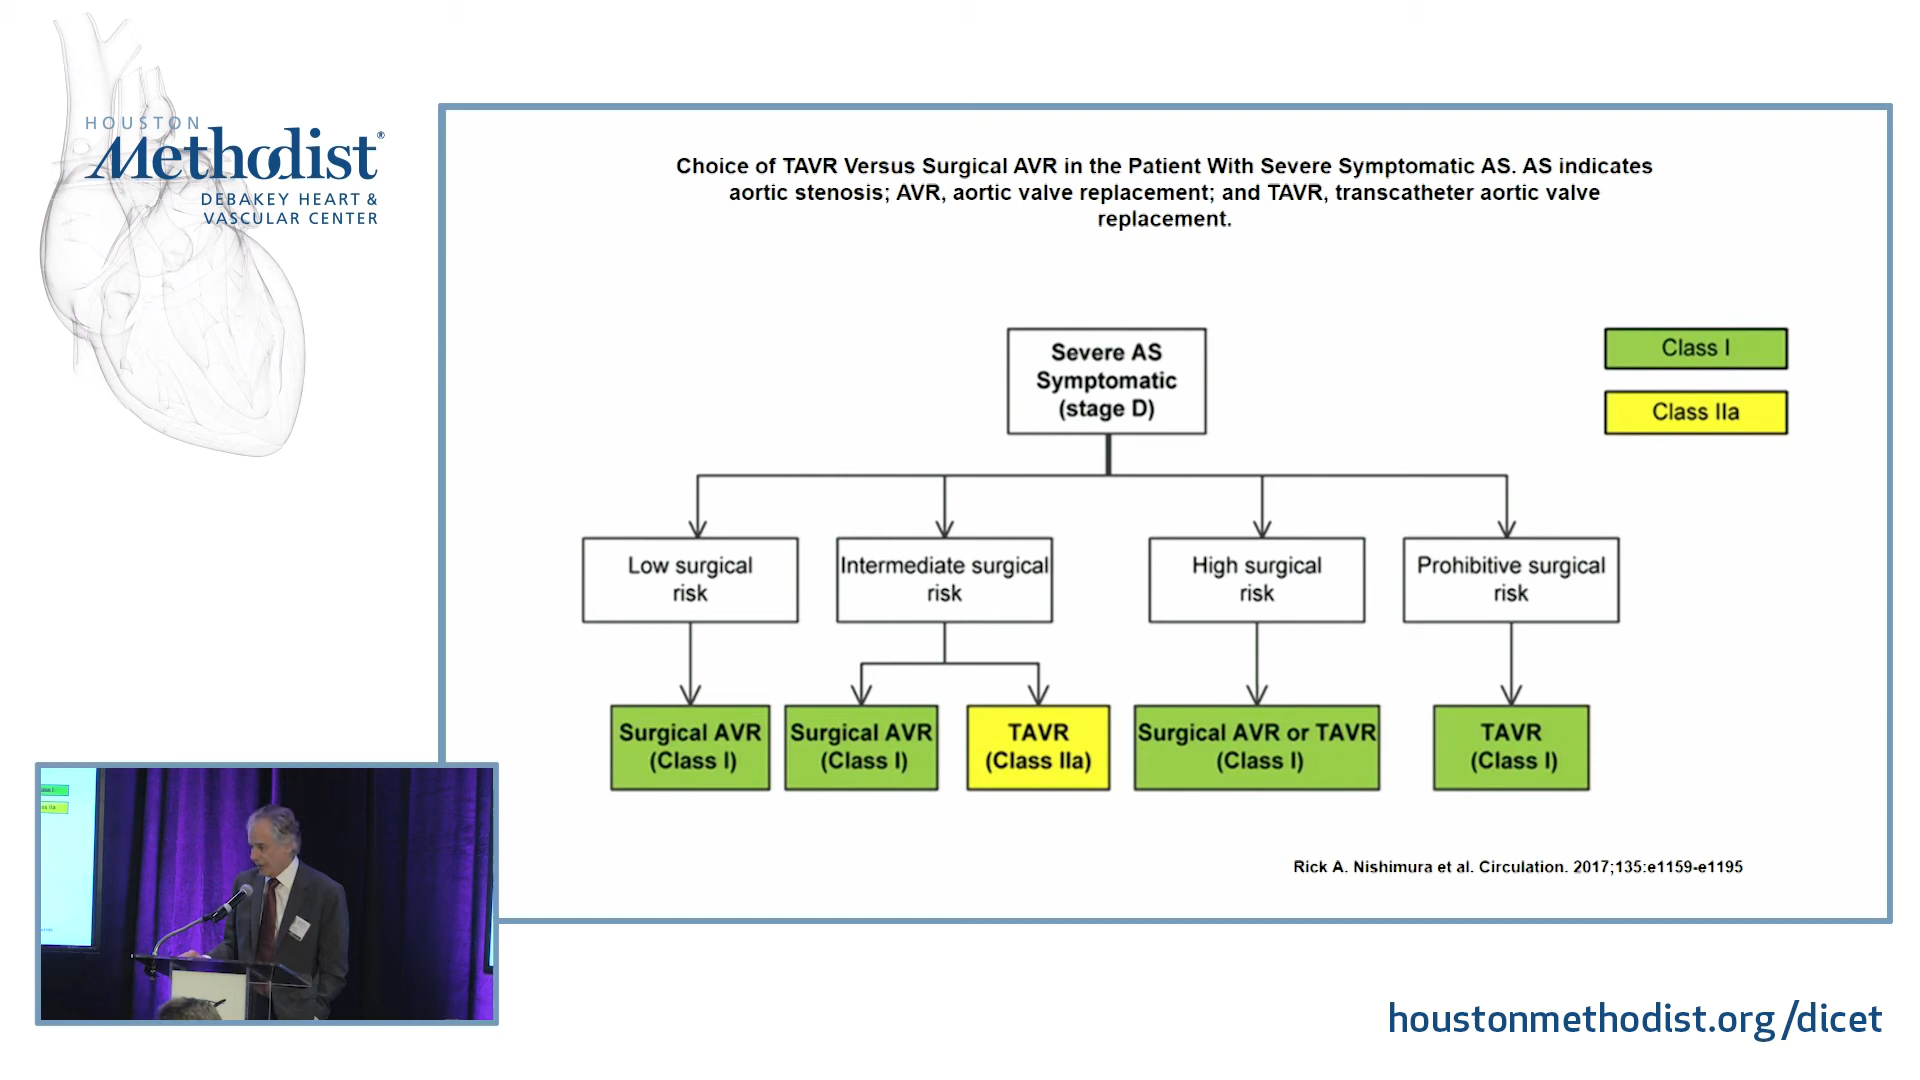 HOUSTON
Methodist®
DEBAKEY HEART &
VASCULAR CENTER
Choice of TAVR Versus Surgical AVR in the Patient With Severe Symptomatic AS. AS indicates
aortic stenosis; AVR, aortic valve replacement; and TAVR, transcatheter aortic valve
replacement.
Severe AS
Symptomatic
(stage D)
Class I
Class IIa
Low surgical
risk
Intermediate surgical
risk
High surgical
risk
Prohibitive surgical
risk
Surgical AVR
(Class I)
Surgical AVR
(Class I)
TAVR
(Class IIa)
Surgical AVR or TAVR
(Class I)
TAVR
(Class I)
Rick A. Nishimura et al. Circulation. 2017;135:e1159-e1195
houstonmethodist.org/dicet